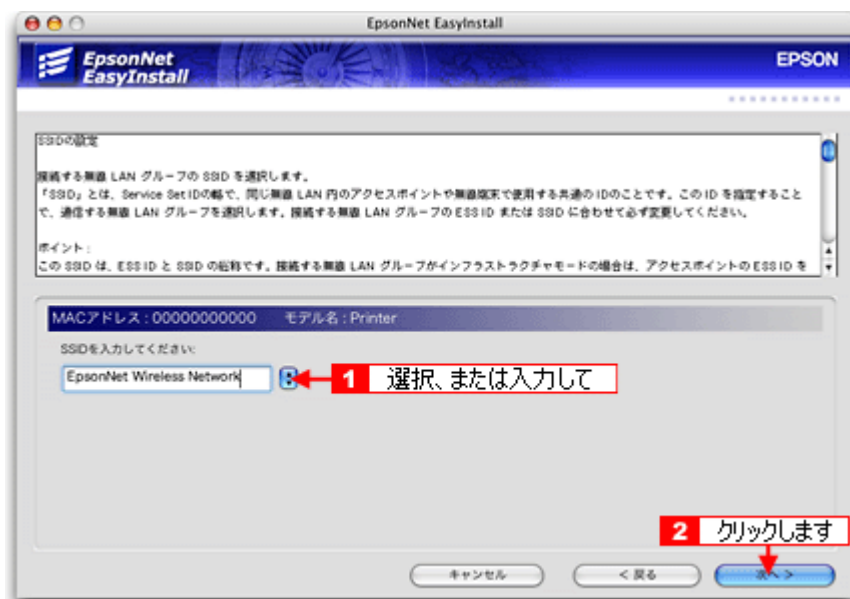 EpsonNet EasyInstall
EpsonNet
EasyInstall
EPSON
SSIDの設定
接続する無線 LAN グループの SSID を選択します。
「SSID」とは、Service Set IDの略で、同じ無線 LAN 内のアクセスポイントや無線端末で使用する共通の IDのことです。この ID を指定すること
で、通信する無線 LAN グループを選択します。接続する無線 LAN グループの ESS ID または SSID に合わせて必ず変更してください。
ポイント:
この SSID は、ESS ID と SSID の総称です。接続する無線 LAN グループがインフラストラクチャモードの場合は、アクセスポイントの ESS ID を
MACアドレス : 00000000000 モデル名 : Printer
SSIDを入力してください:
EpsonNet Wireless Network
1 選択、または入力して
2 クリックします
キャンセル
< 戻る
次へ >